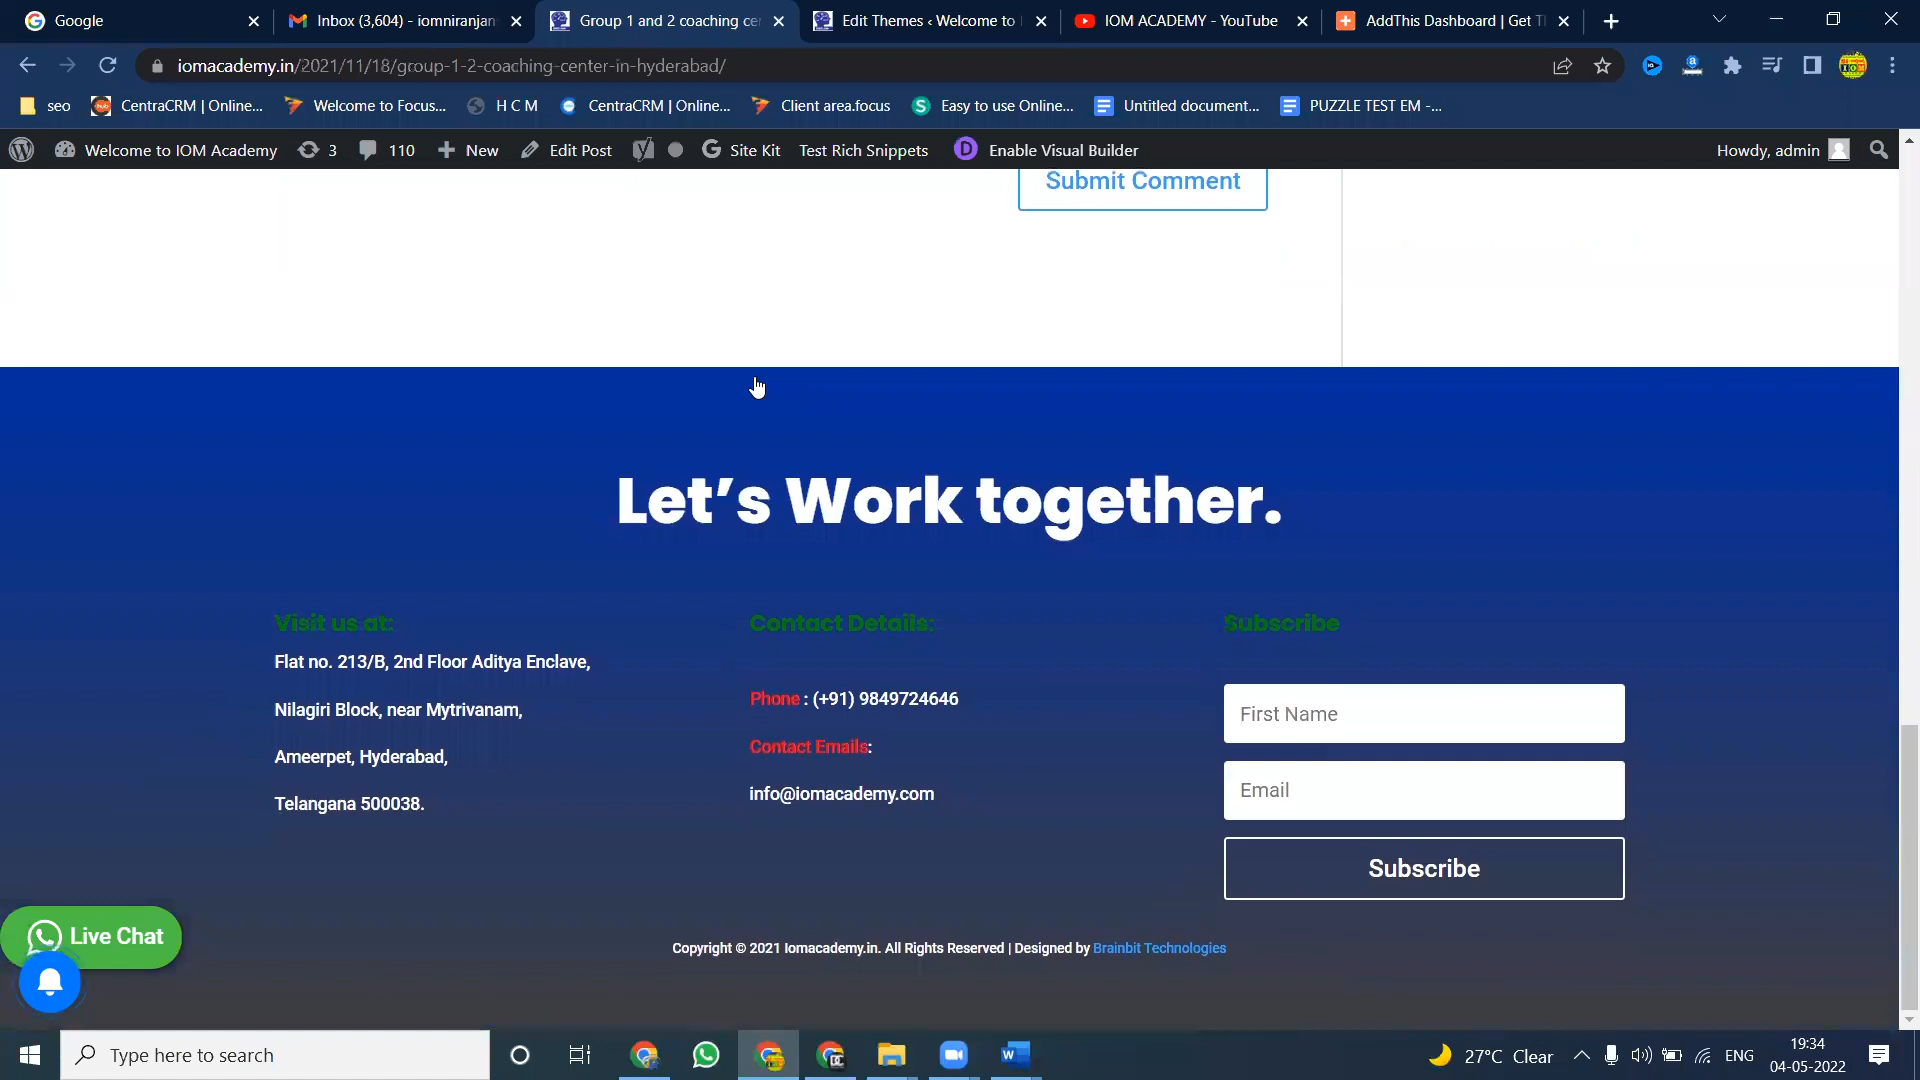 Google
Inbox (3,604) - iomniranjan
Group 1 and 2 coaching ce
Edit Themes ‹ Welcome to
IOM ACADEMY - YouTube
AddThis Dashboard | Get T
iomacademy.in/2021/11/18/group-1-2-coaching-center-in-hyderabad/
seo
CentraCRM | Online...
Welcome to Focus...
H C M
CentraCRM | Online...
Client area.focus
Easy to use Online...
Untitled document...
PUZZLE TEST EM -...
Welcome to IOM Academy
3
110
New
Edit Post
Site Kit
Test Rich Snippets
Enable Visual Builder
Howdy, admin
Submit Comment
Let’s Work together.
Visit us at:
Flat no. 213/B, 2nd Floor Aditya Enclave,
Nilagiri Block, near Mytrivanam,
Ameerpet, Hyderabad,
Telangana 500038.
Contact Details:
Phone : (+91) 9849724646
Contact Emails:
info@iomacademy.com
Subscribe
First Name
Email
Subscribe
Live Chat
Copyright © 2021 Iomacademy.in. All Rights Reserved | Designed by Brainbit Technologies
Type here to search
27°C Clear
ENG
19:34
04-05-2022